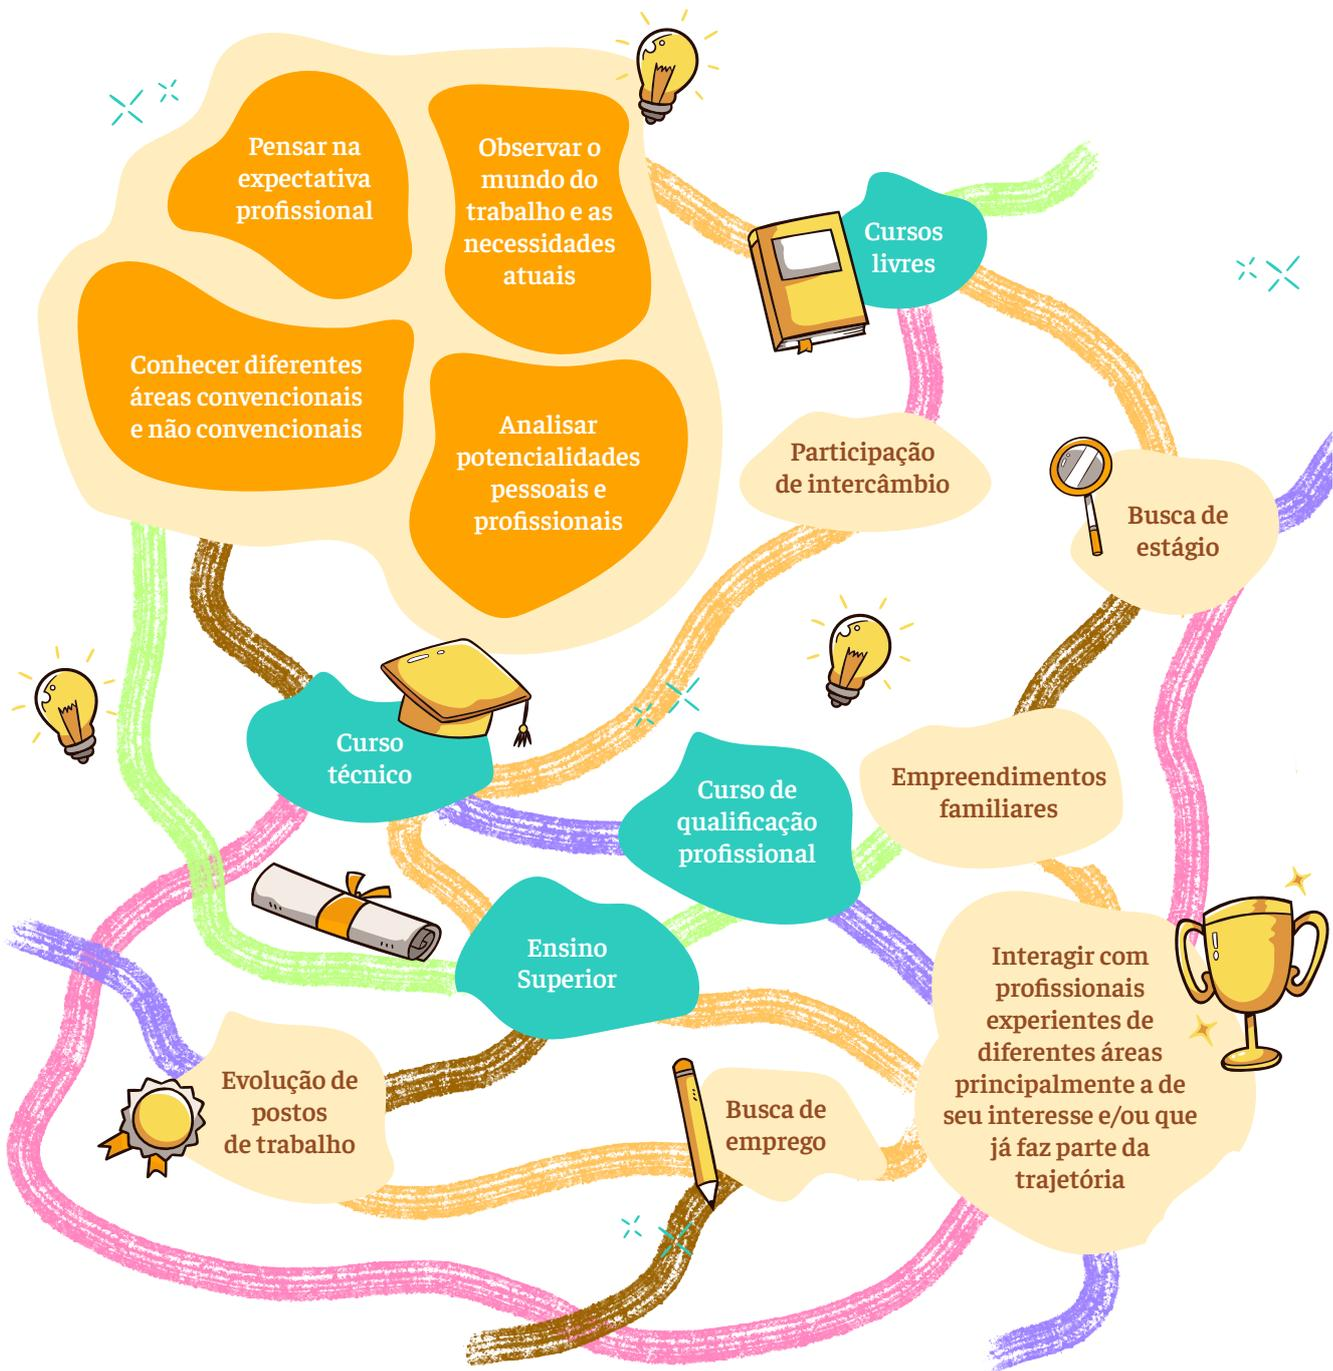 Pensar na
expectativa
profissional
Observar o
mundo do
trabalho e as
necessidades
atuais
Conhecer diferentes
áreas convencionais
e não convencionais
Analisar
potencialidades
pessoais e
profissionais
Cursos
livres
Participação
de intercâmbio
Busca de
estágio
Curso
técnico
Curso de
qualificação
profissional
Empreendimentos
familiares
Ensino
Superior
Interagir com
profissionais
experientes de
diferentes áreas
principalmente a de
seu interesse e/ou que
já faz parte da
trajetória
Evolução de
postos
de trabalho
Busca de
emprego